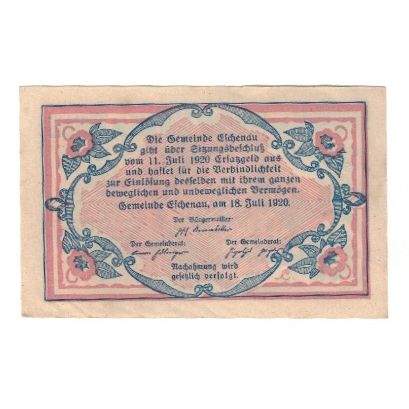 Die Gemeinde Eschenau
gibt über Sitzungsbeschluß
vom 11. Juli 1920 Ersatzgeld aus
und haftet für die Verbindlichkeit
zur Einlösung desselben mit ihrem ganzen
beweglichen und unbeweglichen Vermögen.
Gemeinde Eschenau, am 18. Juli 1920.
Der Bürgermeister:
Der Gemeinderat: Der Gemeinderat:
Nachahmung wird
gesetzlich verfolgt.